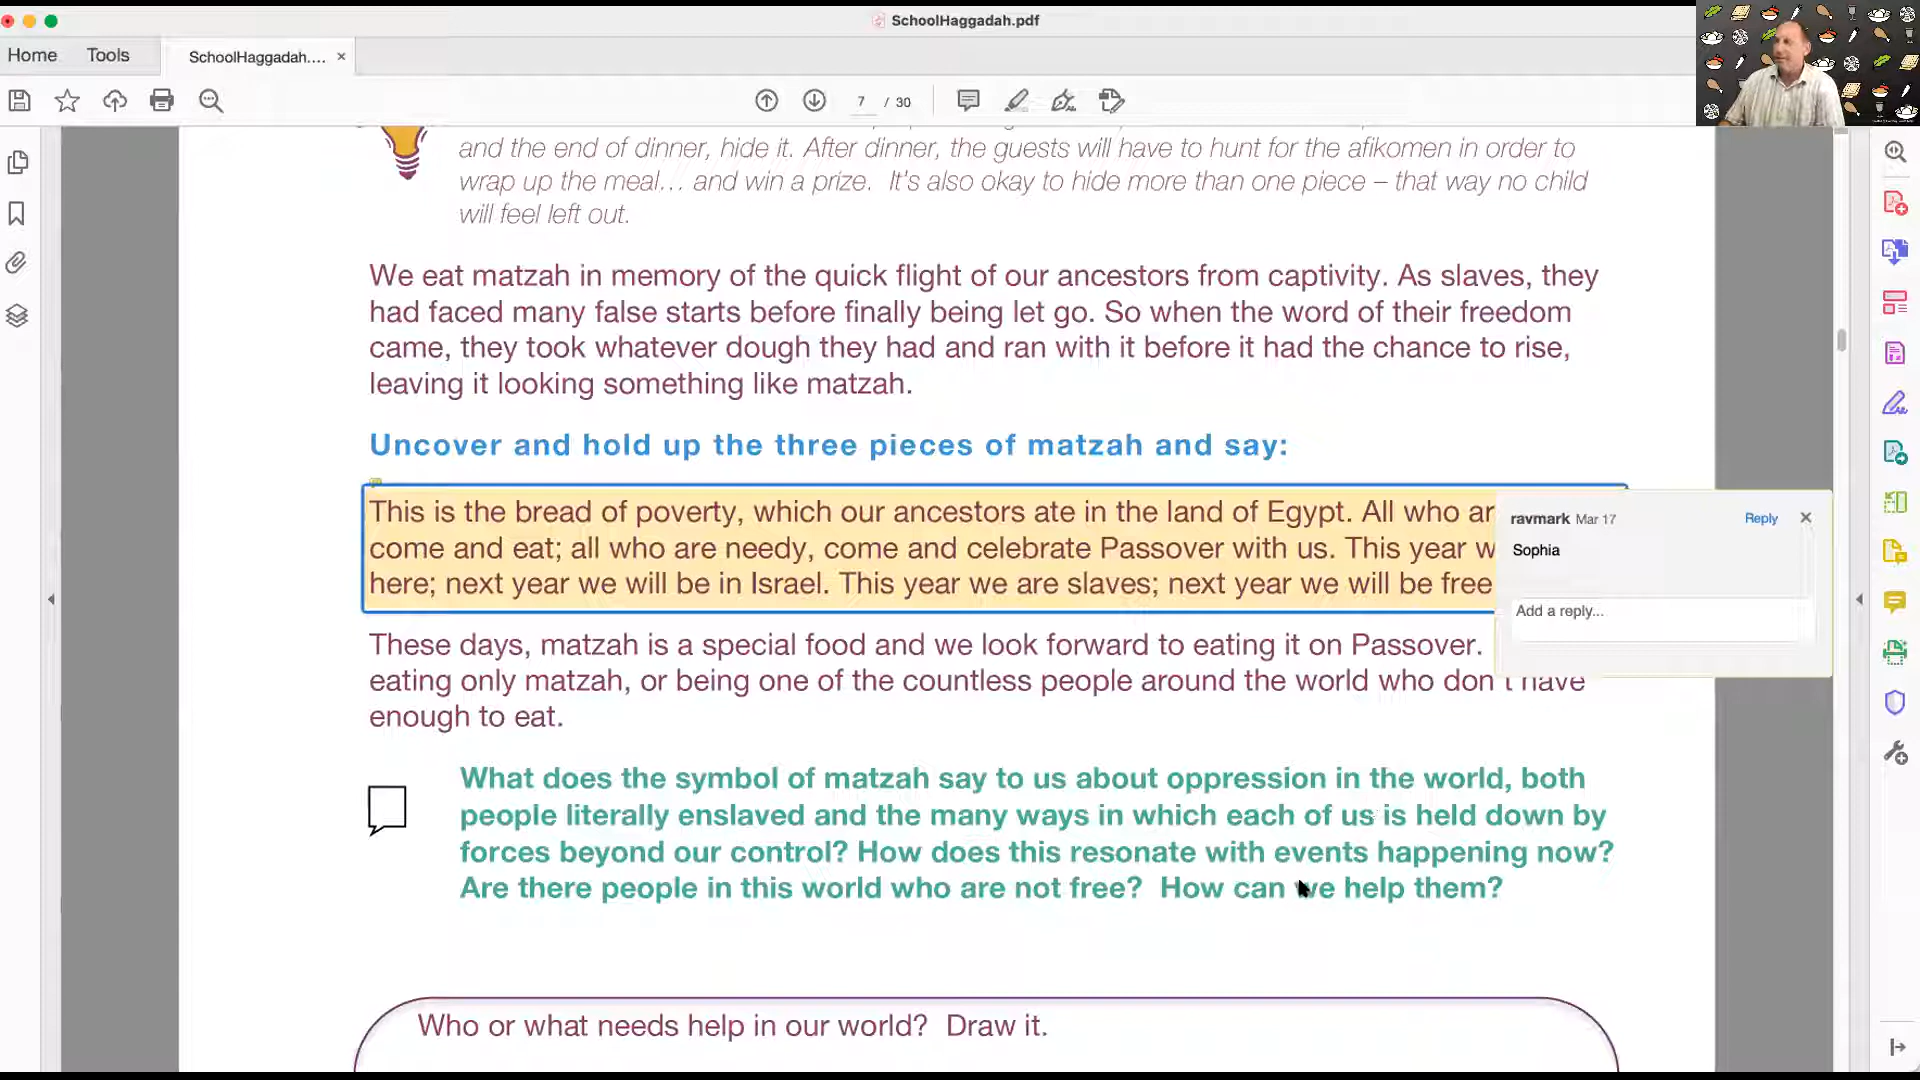 SchoolHaggadah.pdf
Home
Tools
SchoolHaggadah....
7 / 30
and the end of dinner, hide it. After dinner, the guests will have to hunt for the afikomen in order to
wrap up the meal… and win a prize. It's also okay to hide more than one piece – that way no child
will feel left out.
We eat matzah in memory of the quick flight of our ancestors from captivity. As slaves, they
had faced many false starts before finally being let go. So when the word of their freedom
came, they took whatever dough they had and ran with it before it had the chance to rise,
leaving it looking something like matzah.
Uncover and hold up the three pieces of matzah and say:
This is the bread of poverty, which our ancestors ate in the land of Egypt. All who ar
come and eat; all who are needy, come and celebrate Passover with us. This year w
here; next year we will be in Israel. This year we are slaves; next year we will be free
ravmark Mar 17
Reply
Sophia
Add a reply...
These days, matzah is a special food and we look forward to eating it on Passover.
eating only matzah, or being one of the countless people around the world who don't have
enough to eat.
What does the symbol of matzah say to us about oppression in the world, both
people literally enslaved and the many ways in which each of us is held down by
forces beyond our control? How does this resonate with events happening now?
Are there people in this world who are not free? How can we help them?
Who or what needs help in our world? Draw it.